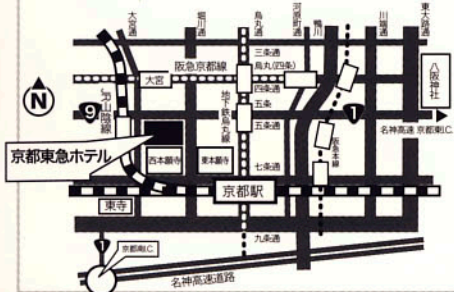 大宮通
堀川通
烏丸通
河原町通
鴨川
川端通
東大路通
三条通
阪急京都線
大宮
烏丸(四条)
四条通
八坂神社
N
9
JR山陰線
地下鉄烏丸線
五条
五条通
1
名神高速 京都東I.C.
京都東急ホテル
西本願寺
東本願寺
七条通
京阪本線
京都駅
東寺
1
九条通
京都南I.C.
名神高速道路